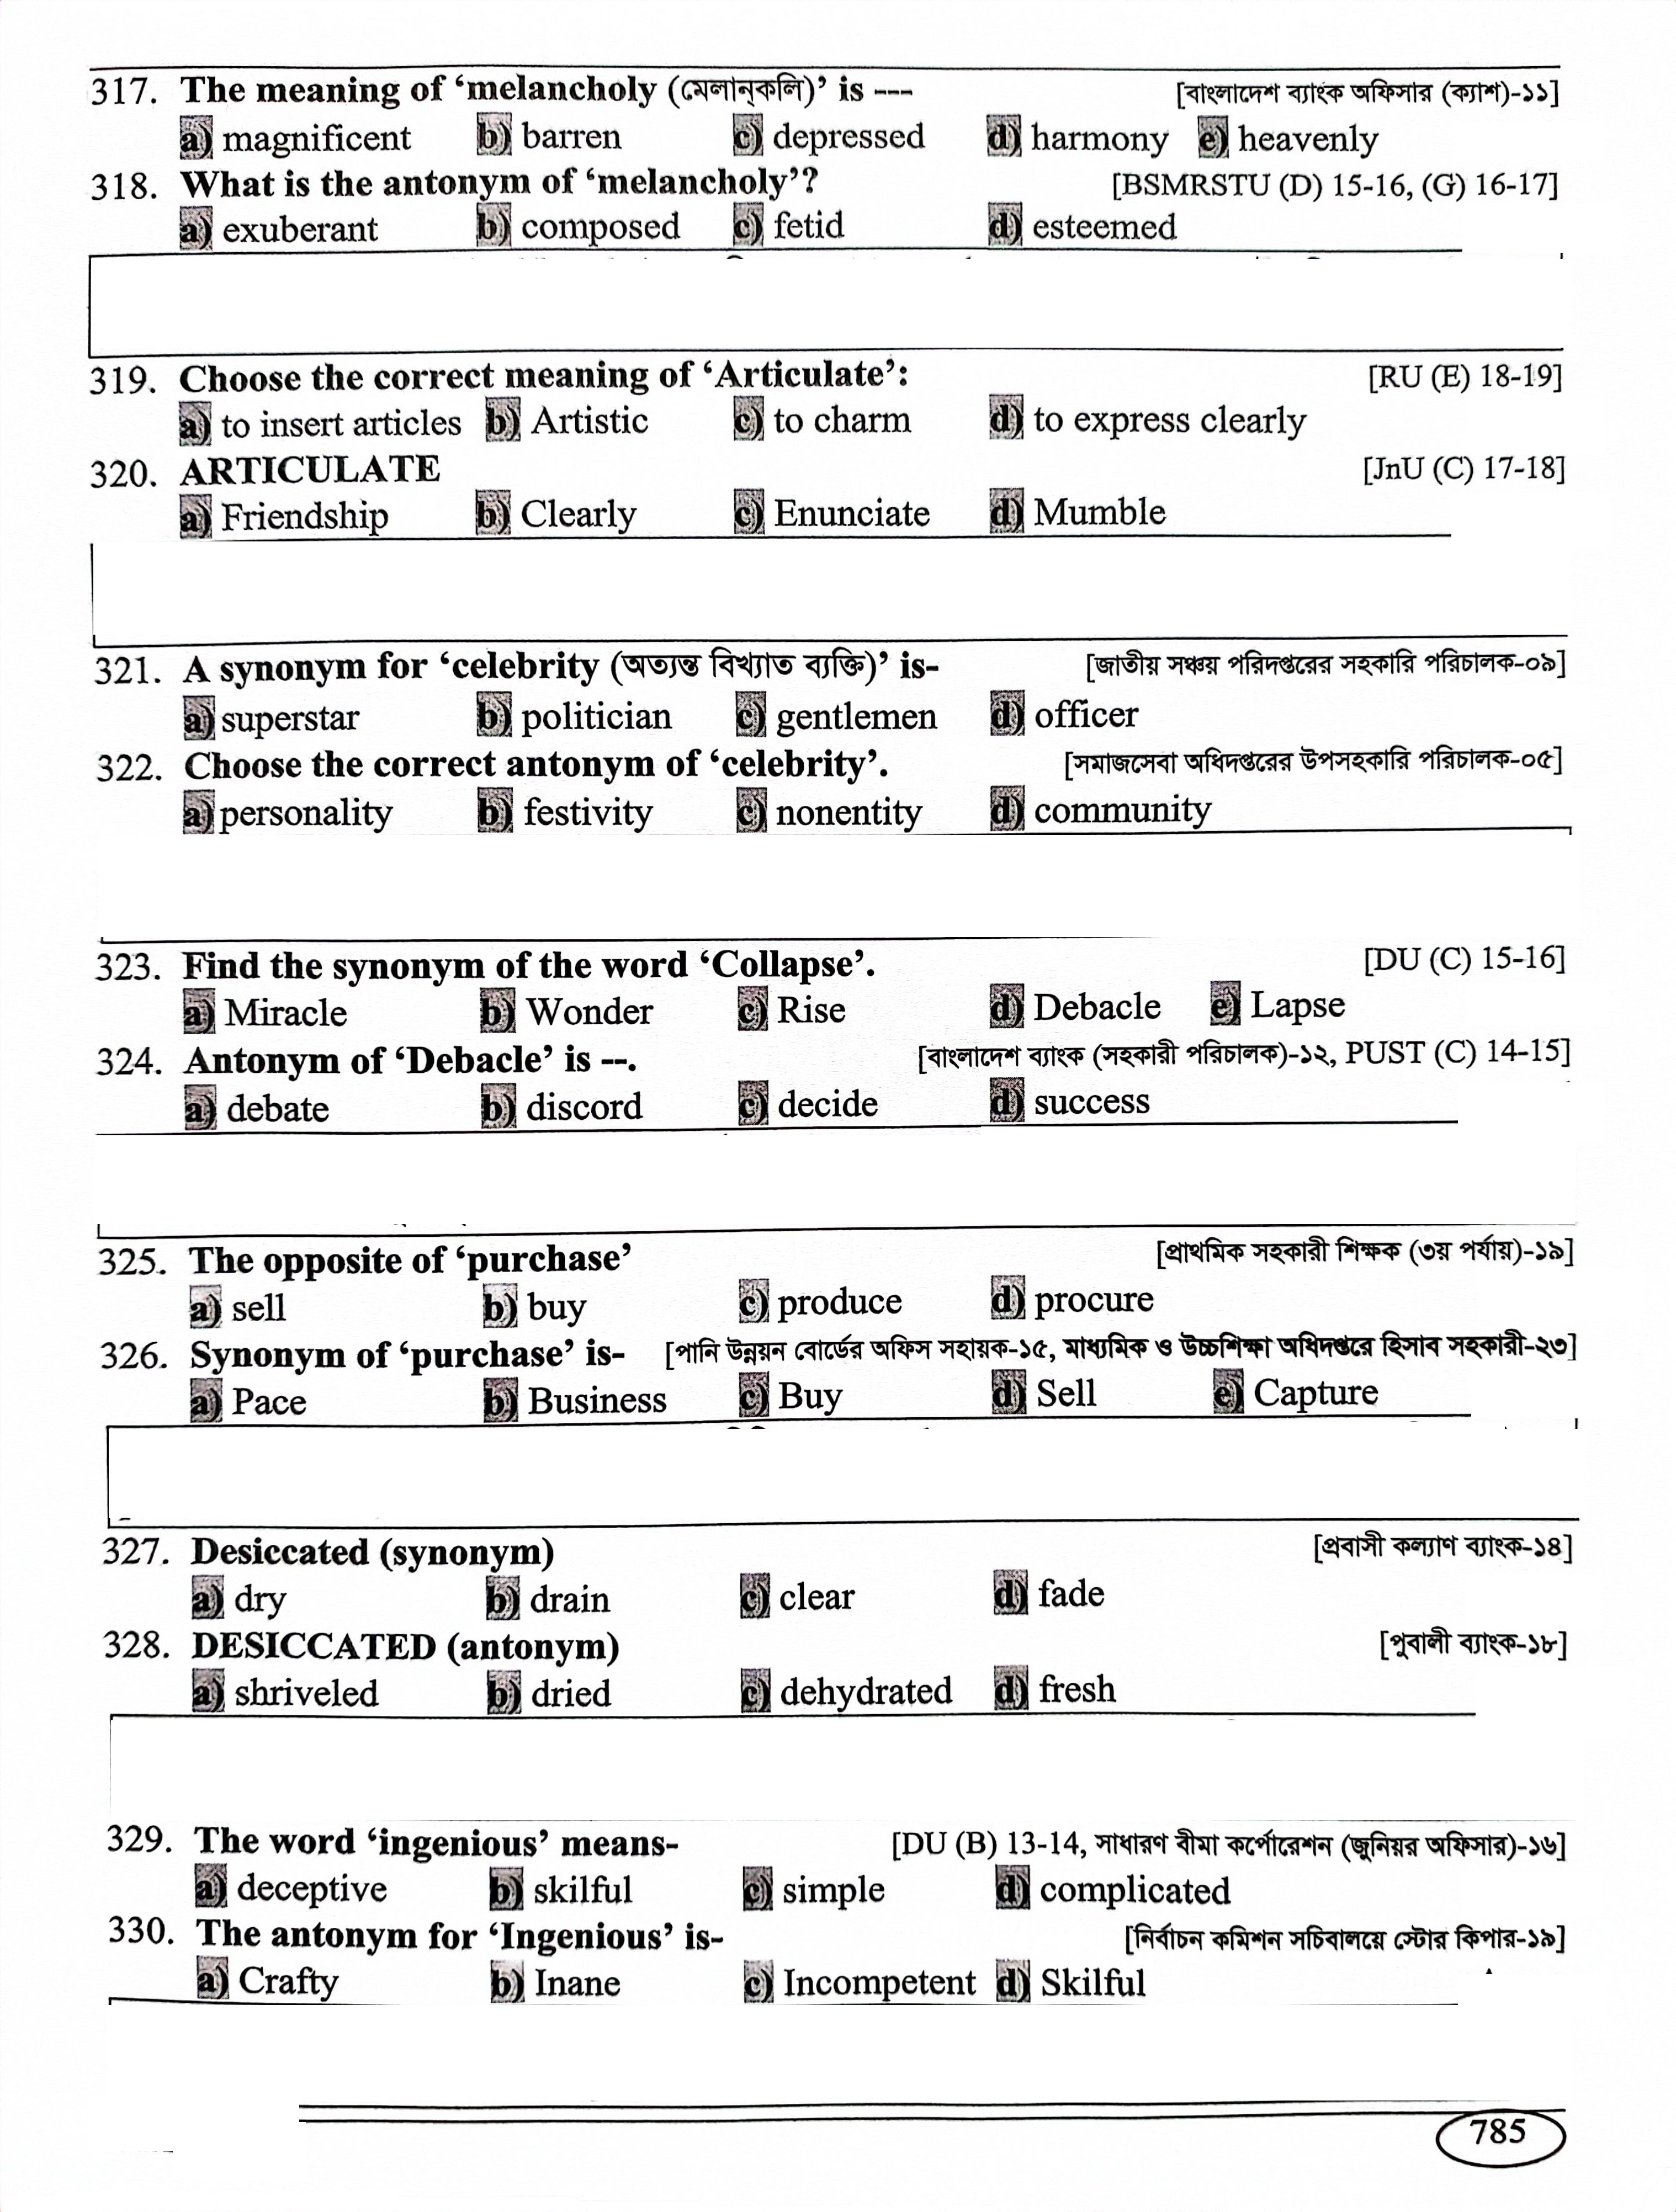 317. The meaning of ‘melancholy (মেলান্‌কলি)’ is --- [বাংলাদেশ ব্যাংক অফিসার (ক্যাশ)-১১]
a) magnificent b) barren c) depressed d) harmony e) heavenly
318. What is the antonym of ‘melancholy’? [BSMRSTU (D) 15-16, (G) 16-17]
a) exuberant b) composed c) fetid d) esteemed
319. Choose the correct meaning of ‘Articulate’: [RU (E) 18-19]
a) to insert articles b) Artistic c) to charm d) to express clearly
320. ARTICULATE [JnU (C) 17-18]
a) Friendship b) Clearly c) Enunciate d) Mumble
321. A synonym for ‘celebrity (অত্যন্ত বিখ্যাত ব্যক্তি)’ is- [জাতীয় সঞ্চয় পরিদপ্তরের সহকারি পরিচালক-০৯]
a) superstar b) politician c) gentlemen d) officer
322. Choose the correct antonym of ‘celebrity’. [সমাজসেবা অধিদপ্তরের উপসহকারি পরিচালক-০৫]
a) personality b) festivity c) nonentity d) community
323. Find the synonym of the word ‘Collapse’. [DU (C) 15-16]
a) Miracle b) Wonder c) Rise d) Debacle e) Lapse
324. Antonym of ‘Debacle’ is --. [বাংলাদেশ ব্যাংক (সহকারী পরিচালক)-১২, PUST (C) 14-15]
a) debate b) discord c) decide d) success
325. The opposite of ‘purchase’ [প্রাথমিক সহকারী শিক্ষক (৩য় পর্যায়)-১৯]
a) sell b) buy c) produce d) procure
326. Synonym of ‘purchase’ is- [পানি উন্নয়ন বোর্ডের অফিস সহায়ক-১৫, মাধ্যমিক ও উচ্চশিক্ষা অধিদপ্তরে হিসাব সহকারী-২৩]
a) Pace b) Business c) Buy d) Sell e) Capture
327. Desiccated (synonym) [প্রবাসী কল্যাণ ব্যাংক-১৪]
a) dry b) drain c) clear d) fade
328. DESICCATED (antonym) [পুবালী ব্যাংক-১৮]
a) shriveled b) dried c) dehydrated d) fresh
329. The word ‘ingenious’ means- [DU (B) 13-14, সাধারণ বীমা কর্পোরেশন (জুনিয়র অফিসার)-১৬]
a) deceptive b) skilful c) simple d) complicated
330. The antonym for ‘Ingenious’ is- [নির্বাচন কমিশন সচিবালয়ে স্টোর কিপার-১৯]
a) Crafty b) Inane c) Incompetent d) Skilful
785